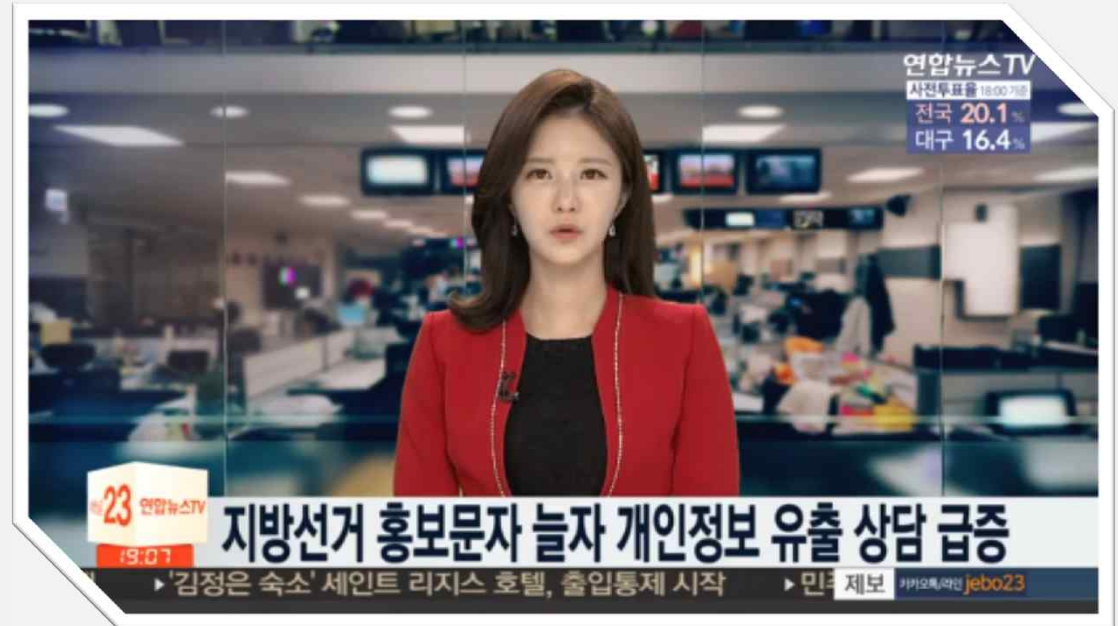 연합뉴스TV
사전투표율 18:00 기준
전국 20.1%
대구 16.4%
23 연합뉴스TV
지방선거 홍보문자 늘자 개인정보 유출 상담 급증
19:07
▸'김정은 숙소' 세인트 리지스 호텔, 출입통제 시작 ▸민
제보 카카오톡/라인 jebo23